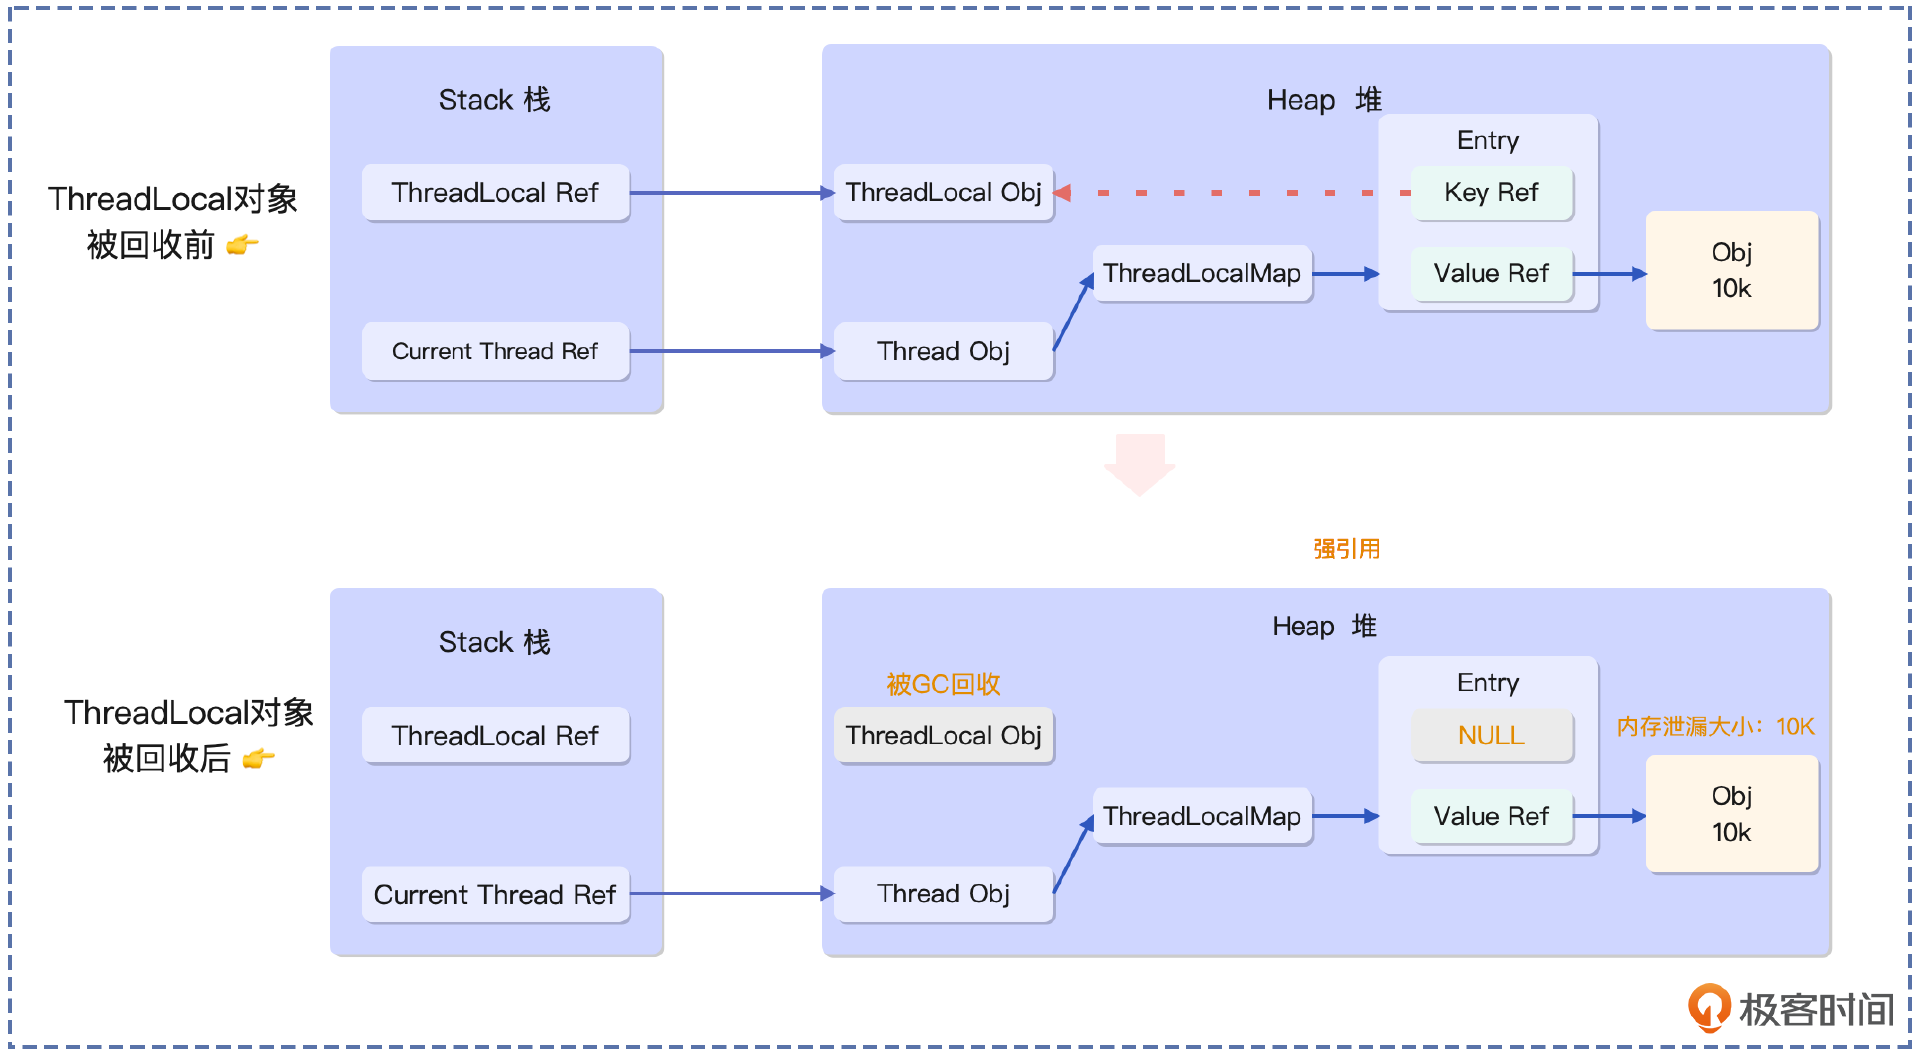 Stack 栈
Heap 堆
Entry
ThreadLocal对象
被回收前 👉
ThreadLocal Ref
ThreadLocal Obj
Key Ref
ThreadLocalMap
Value Ref
Obj
10k
Current Thread Ref
Thread Obj
强引用
Stack 栈
Heap 堆
Entry
被GC回收
ThreadLocal对象
被回收后 👉
ThreadLocal Ref
ThreadLocal Obj
NULL
内存泄漏大小：10K
ThreadLocalMap
Value Ref
Obj
10k
Current Thread Ref
Thread Obj
极客时间